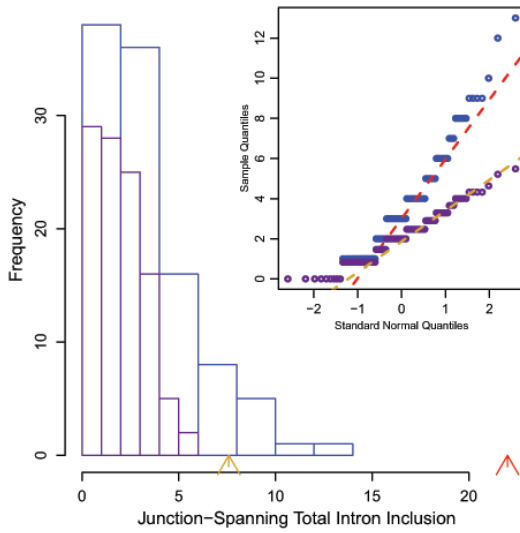 Frequency
0
10
20
30
0 5 10 15 20
Junction−Spanning Total Intron Inclusion
Sample Quantiles
12
10
8
6
4
2
0
−2 −1 0 1 2
Standard Normal Quantiles